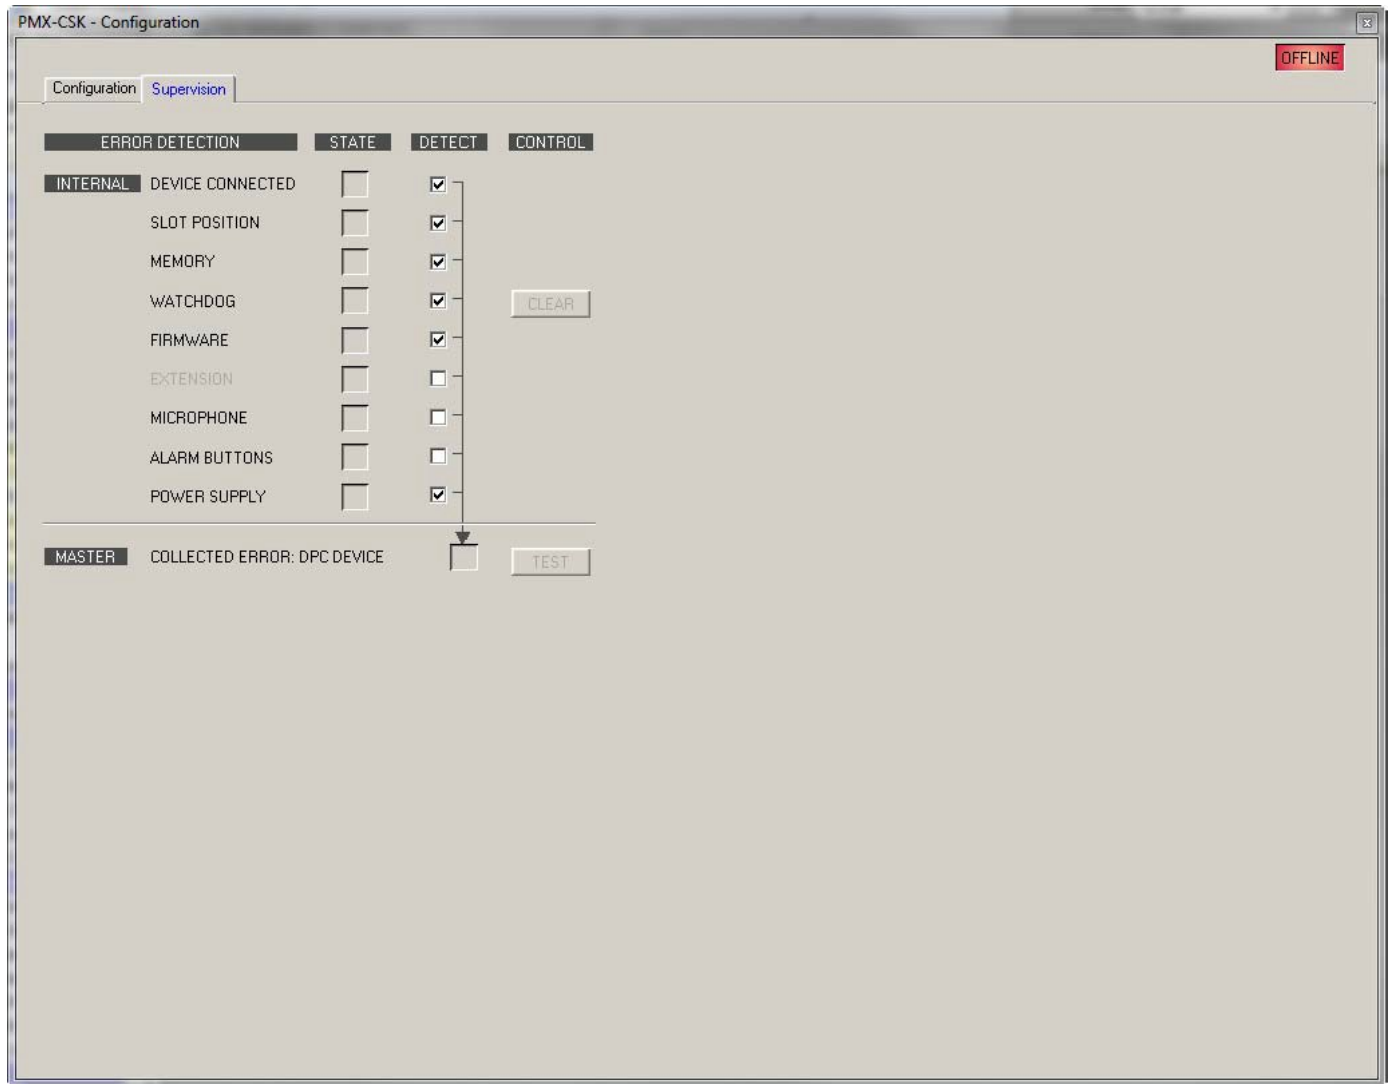 PMX-CSK - Configuration
OFFLINE
Configuration Supervision
ERROR DETECTION STATE DETECT CONTROL
INTERNAL DEVICE CONNECTED
SLOT POSITION
MEMORY
WATCHDOG CLEAR
FIRMWARE
EXTENSION
MICROPHONE
ALARM BUTTONS
POWER SUPPLY
MASTER COLLECTED ERROR: DPC DEVICE TEST